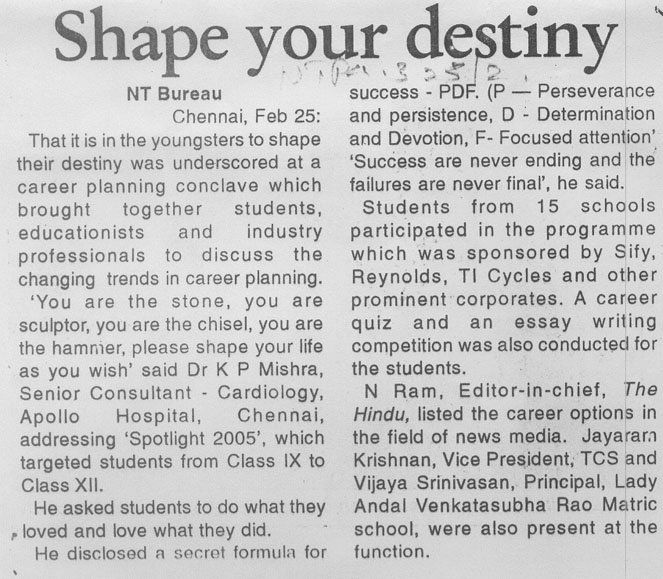 Shape your destiny
NT Bureau
Chennai, Feb 25:
That it is in the youngsters to shape
their destiny was underscored at a
career planning conclave which
brought together students,
educationists and industry
professionals to discuss the
changing trends in career planning.
‘You are the stone, you are
sculptor, you are the chisel, you are
the hammer, please shape your life
as you wish’ said Dr K P Mishra,
Senior Consultant - Cardiology,
Apollo Hospital, Chennai,
addressing ‘Spotlight 2005’, which
targeted students from Class IX to
Class XII.
He asked students to do what they
loved and love what they did.
He disclosed a secret formula for
success - PDF. (P — Perseverance
and persistence, D - Determination
and Devotion, F- Focused attention’
‘Success are never ending and the
failures are never final’, he said.
Students from 15 schools
participated in the programme
which was sponsored by Sify,
Reynolds, TI Cycles and other
prominent corporates. A career
quiz and an essay writing
competition was also conducted for
the students.
N Ram, Editor-in-chief, The
Hindu, listed the career options in
the field of news media. Jayaram
Krishnan, Vice President, TCS and
Vijaya Srinivasan, Principal, Lady
Andal Venkatasubha Rao Matric
school, were also present at the
function.